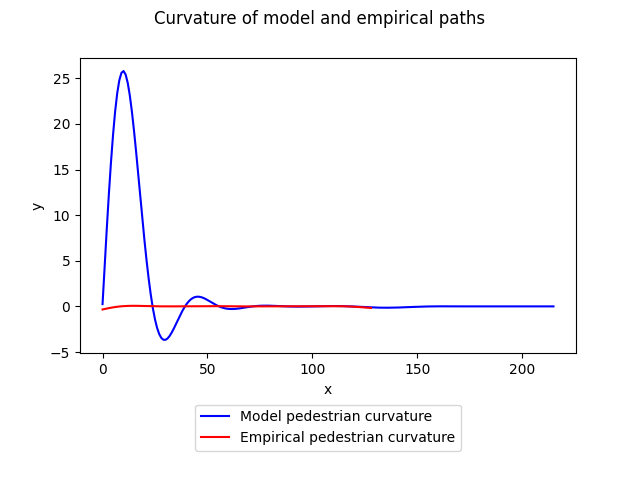 Curvature of model and empirical paths
25
20
15
10
5
0
−5
y
0
50
100
150
200
x
Model pedestrian curvature
Empirical pedestrian curvature